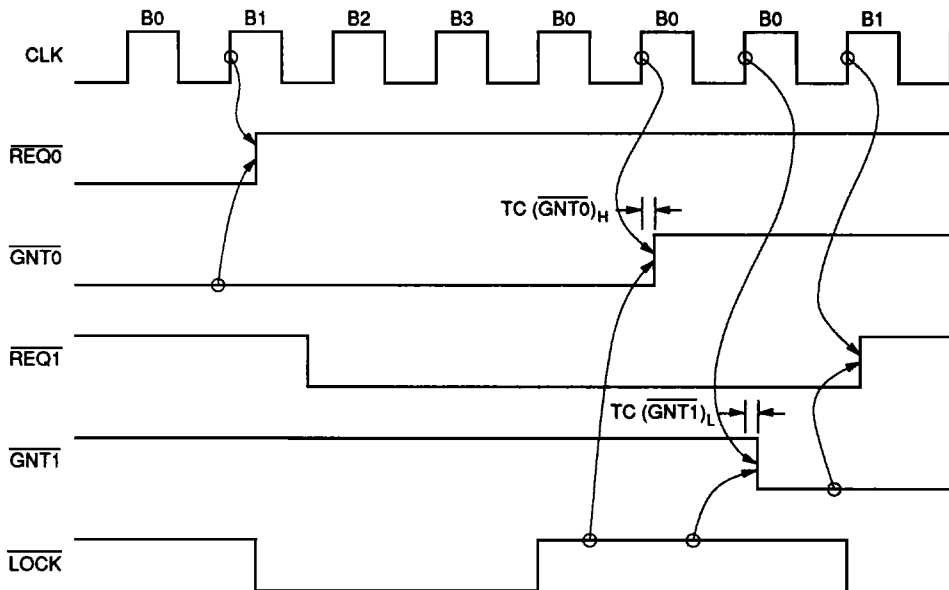 B0 B1 B2 B3 B0 B0 B0 B1
CLK
REQ0
TC (GNT0)H
GNT0
REQ1
TC (GNT1)L
GNT1
LOCK